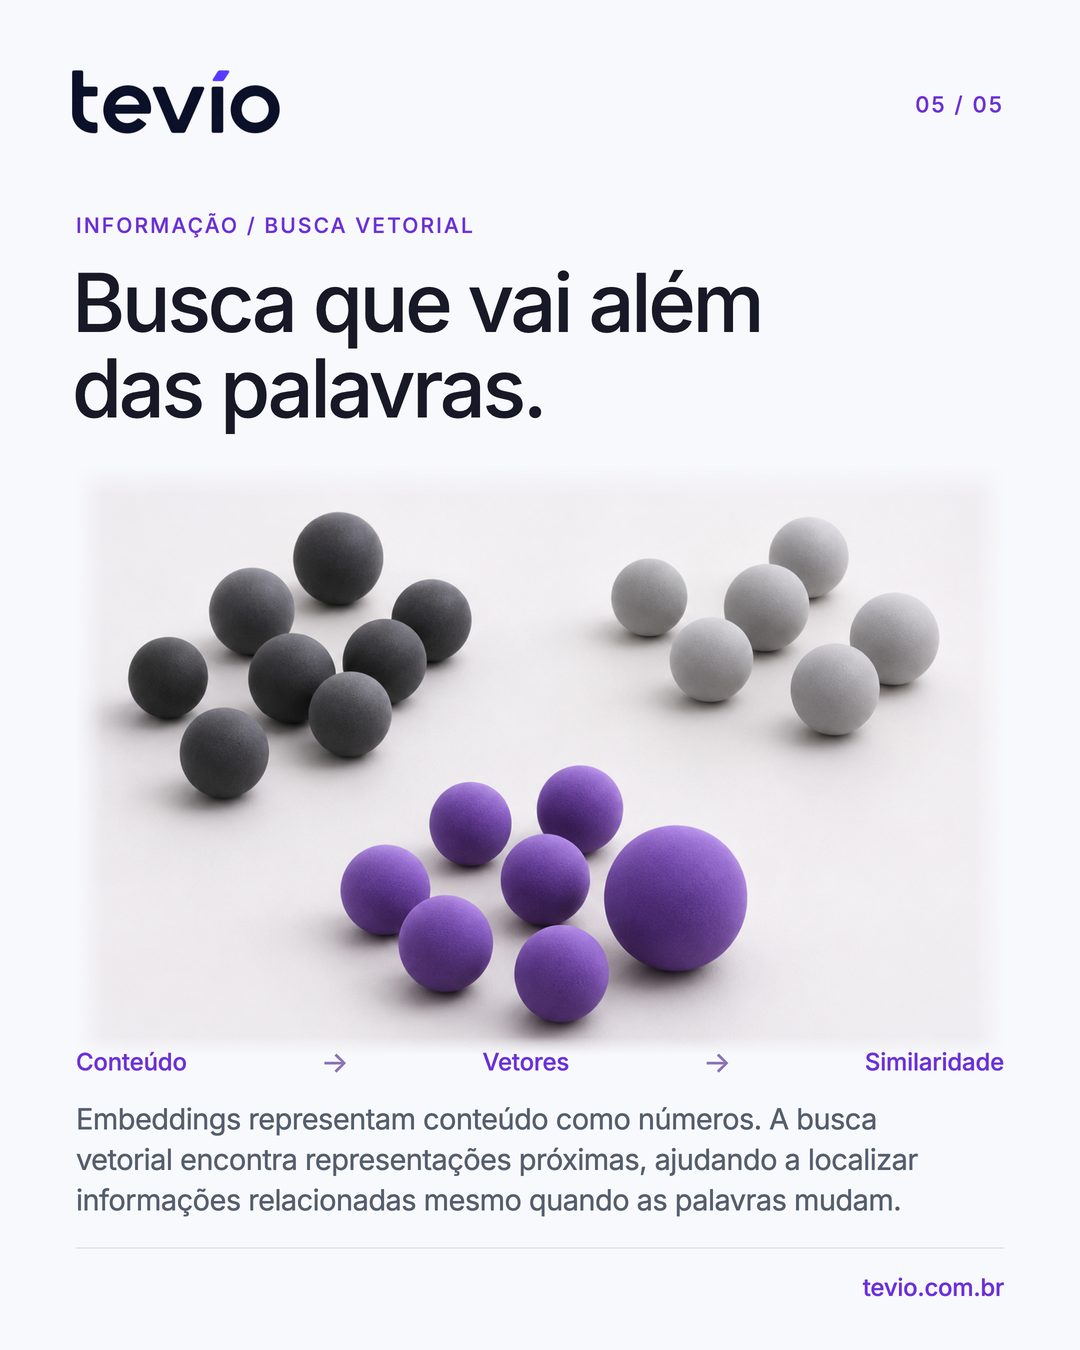 tevío
05 / 05
INFORMAÇÃO / BUSCA VETORIAL
Busca que vai além
das palavras.
Conteúdo → Vetores → Similaridade
Embeddings representam conteúdo como números. A busca
vetorial encontra representações próximas, ajudando a localizar
informações relacionadas mesmo quando as palavras mudam.
tevio.com.br